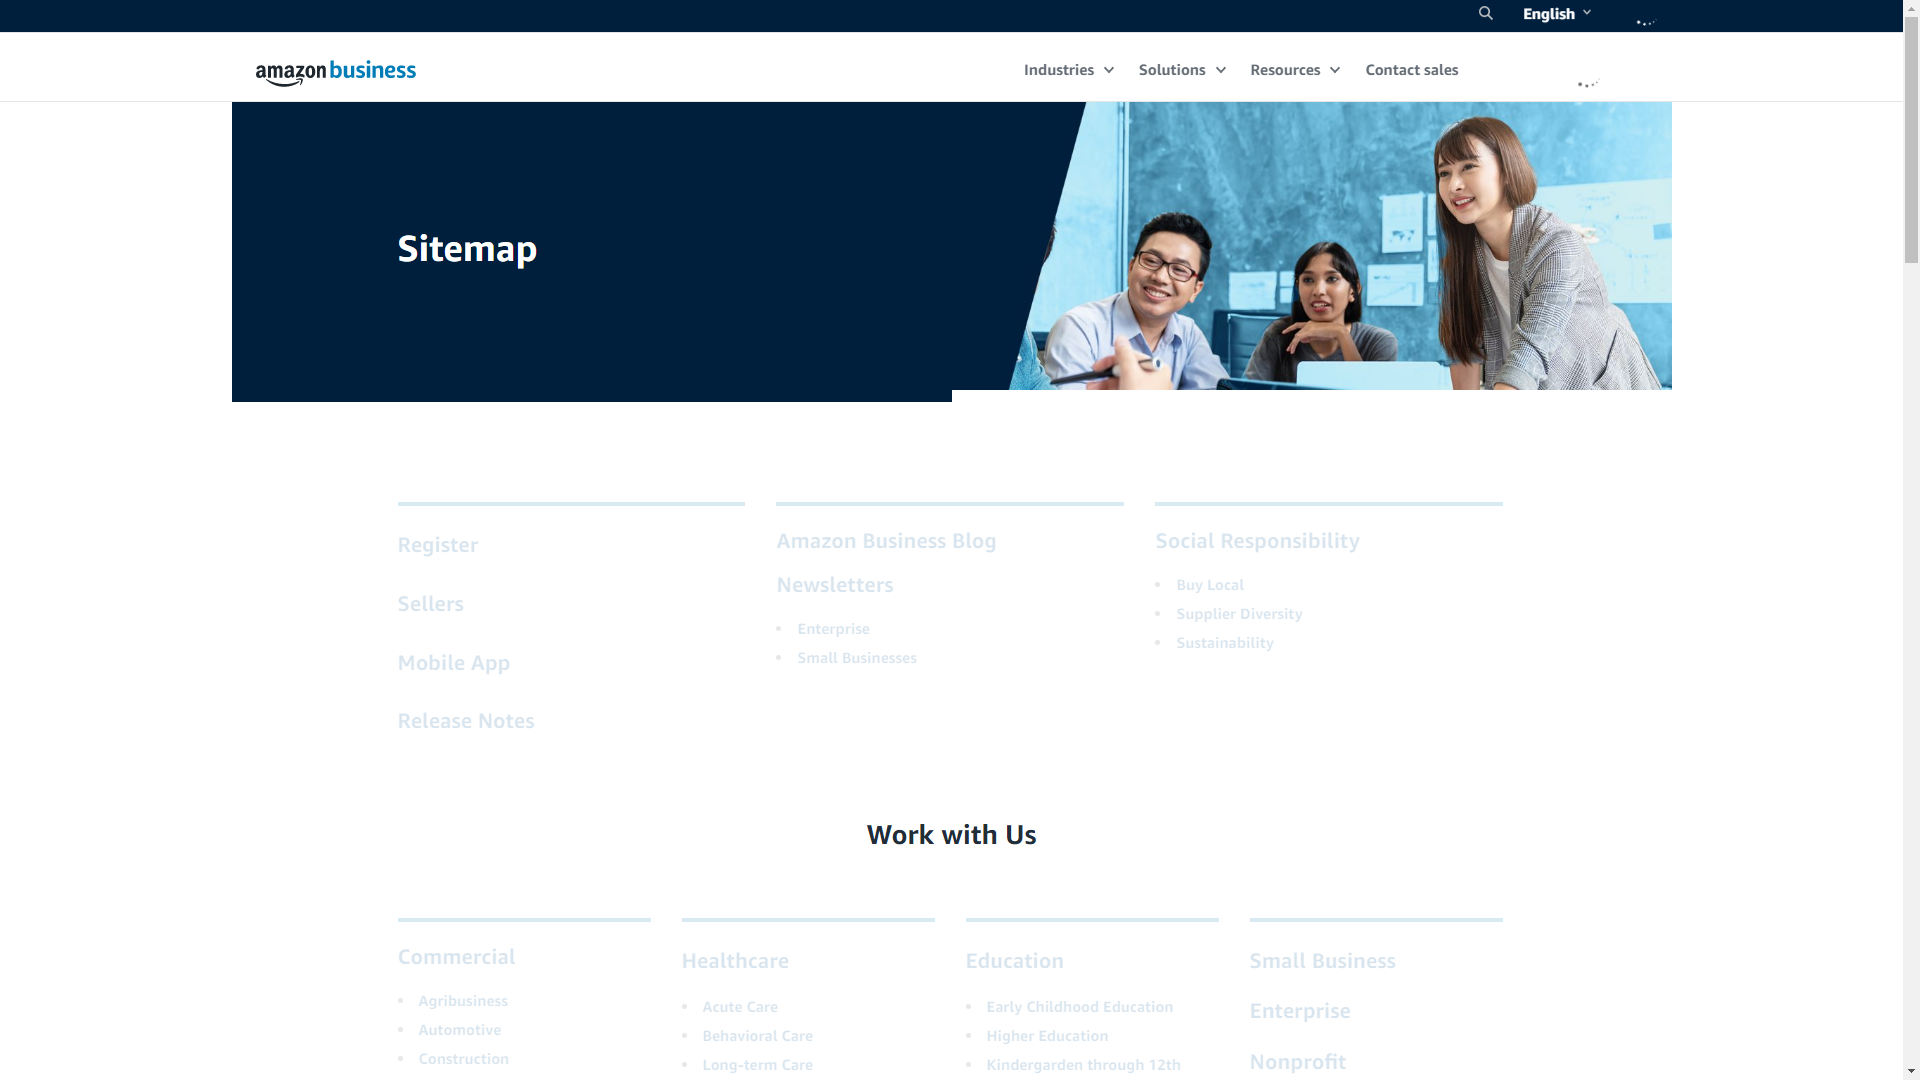 English
amazon business
Industries
Solutions
Resources
Contact sales
Sitemap
Register
Sellers
Mobile App
Release Notes
Amazon Business Blog
Newsletters
• Enterprise
• Small Businesses
Social Responsibility
• Buy Local
• Supplier Diversity
• Sustainability
Work with Us
Commercial
• Agribusiness
• Automotive
• Construction
Healthcare
• Acute Care
• Behavioral Care
• Long-term Care
Education
• Early Childhood Education
• Higher Education
• Kindergarden through 12th
Small Business
Enterprise
Nonprofit